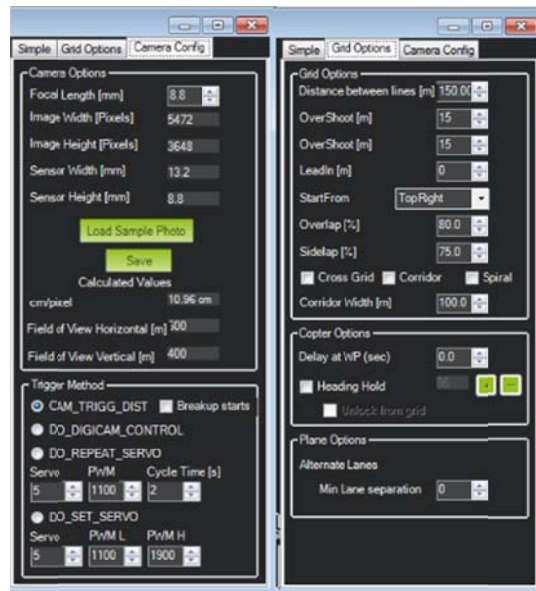 Simple Grid Options Camera Config
Camera Options
Focal Length [mm] 8.8
Image Width [Pixels] 5472
Image Height [Pixels] 3648
Sensor Width [mm] 13.2
Sensor Height [mm] 8.8
Load Sample Photo
Save
Calculated Values
cm/pixel 10.96 cm
Field of View Horizontal [m] 600
Field of View Vertical [m] 400
Trigger Method
CAM_TRIGG_DIST Breakup starts
DO_DIGICAM_CONTROL
DO_REPEAT_SERVO
Servo PWM Cycle Time [s]
5 1100 2
DO_SET_SERVO
Servo PWM L PWM H
5 1100 1900
Simple Grid Options Camera Config
Grid Options
Distance between lines [m] 150.00
OverShoot [m] 15
OverShoot [m] 15
LeadIn [m] 0
StartFrom TopRight
Overlap [%] 80.0
Sidelap [%] 75.0
Cross Grid Corridor Spiral
Corridor Width [m] 100.0
Copter Options
Delay at WP (sec) 0.0
Heading Hold
Unlock from grid
Plane Options
Alternate Lanes
Min Lane separation 0